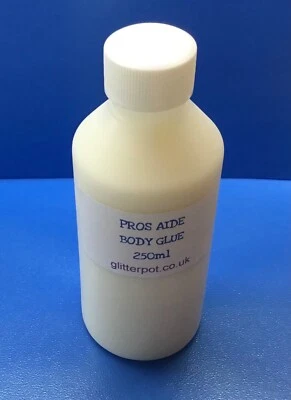 PROS AIDE
BODY GLUE
250ml
glitterpot.co.uk